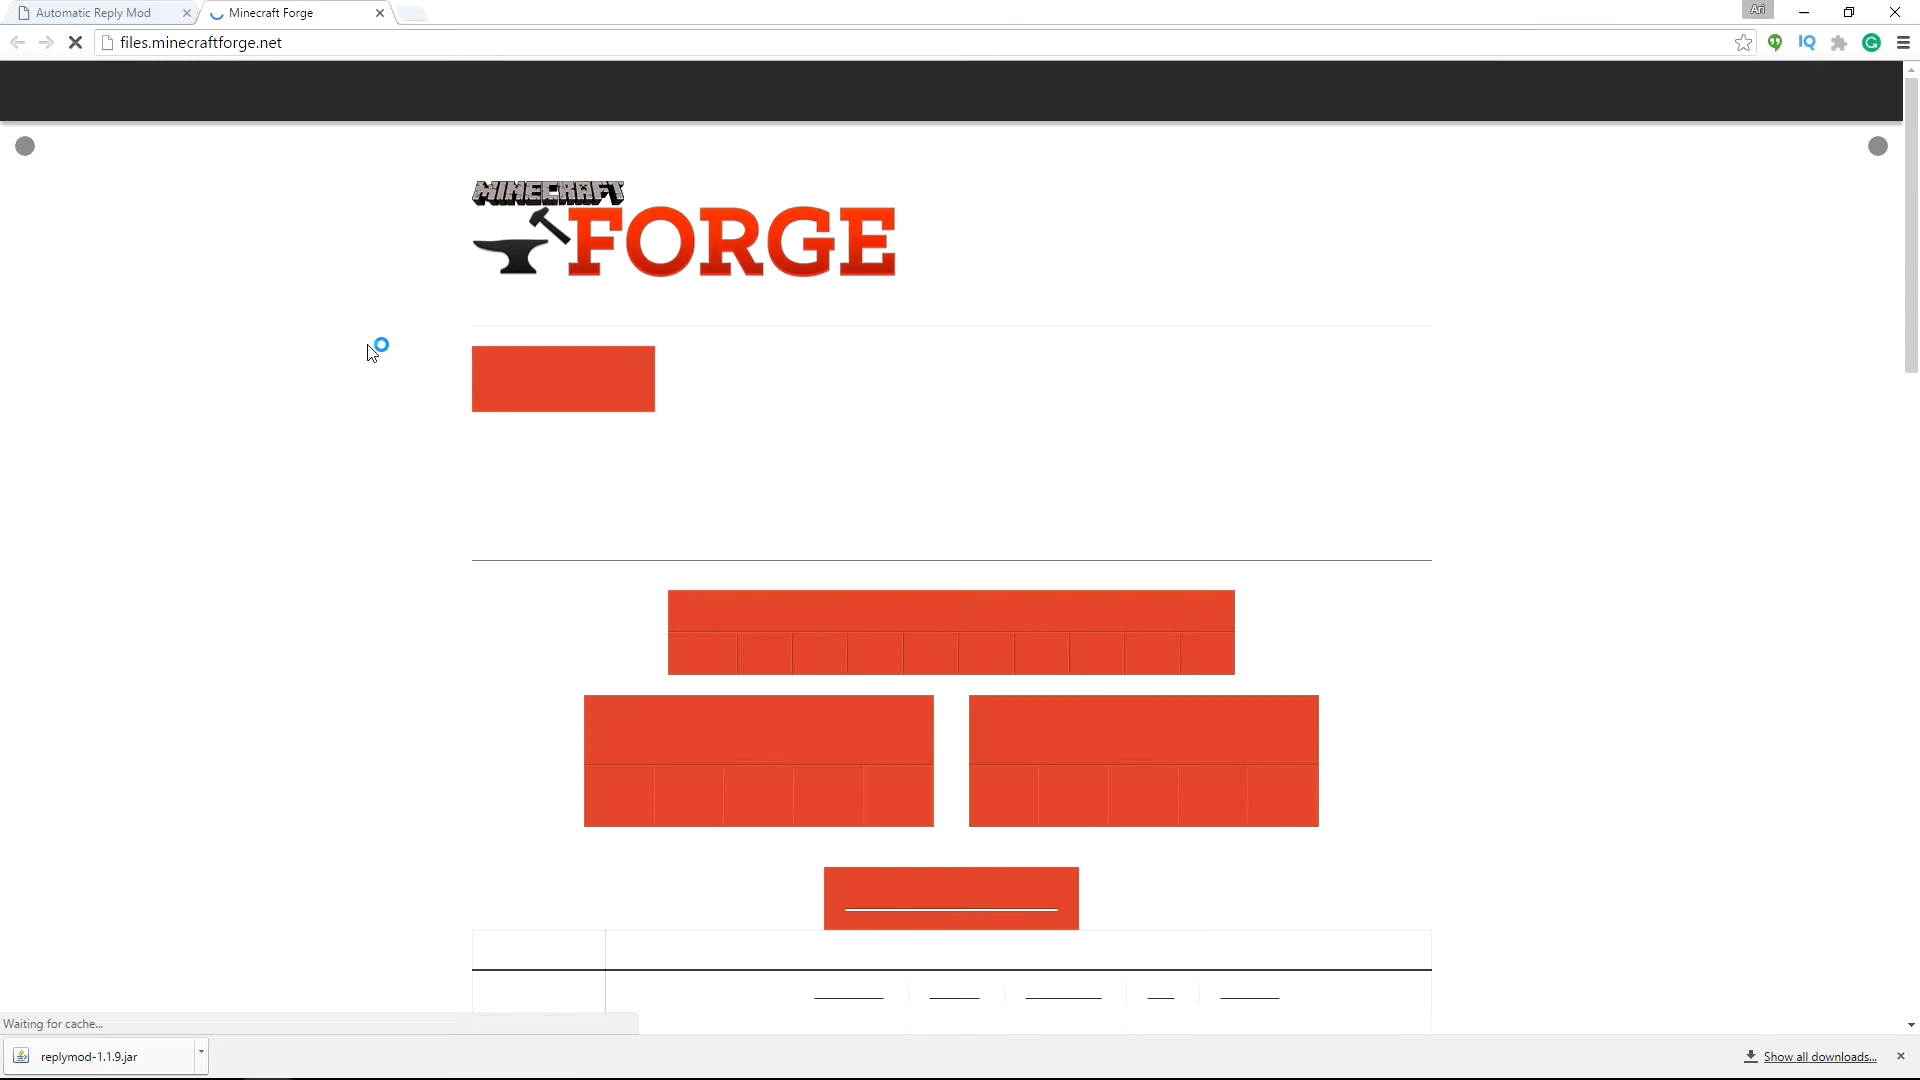 Automatic Reply Mod
Minecraft Forge
Ari
files.minecraftforge.net
IQ
G
MINECRAFT
FORGE
Waiting for cache...
replymod-1.1.9.jar
Show all downloads...